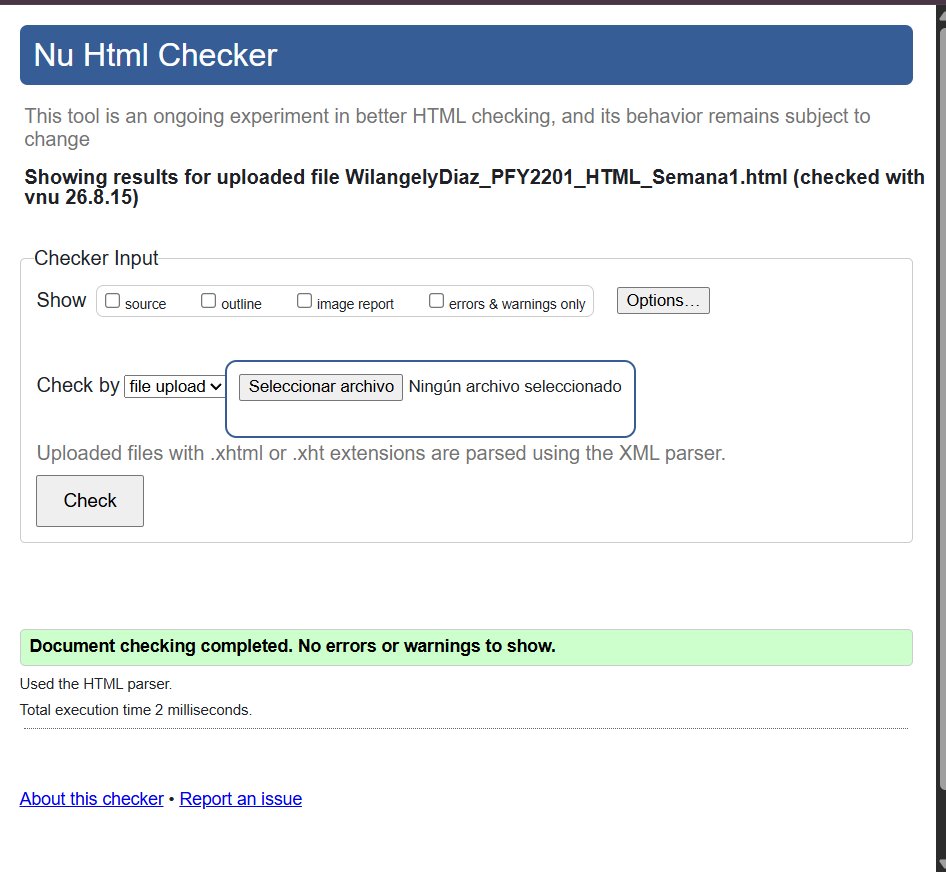 Nu Html Checker
This tool is an ongoing experiment in better HTML checking, and its behavior remains subject to
change
Showing results for uploaded file WilangelyDiaz_PFY2201_HTML_Semana1.html (checked with
vnu 26.8.15)
Checker Input
Show source outline image report errors & warnings only Options…
Check by file upload Seleccionar archivo Ningún archivo seleccionado
Uploaded files with .xhtml or .xht extensions are parsed using the XML parser.
Check
Document checking completed. No errors or warnings to show.
Used the HTML parser.
Total execution time 2 milliseconds.
About this checker • Report an issue